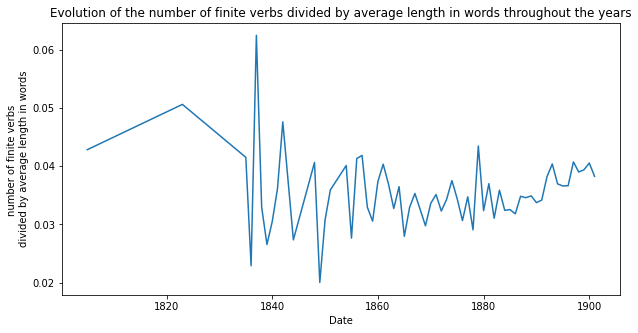 Evolution of the number of finite verbs divided by average length in words throughout the years
number of finite verbs
divided by average length in words
0.06
0.05
0.04
0.03
0.02
1820
1840
1860
1880
1900
Date